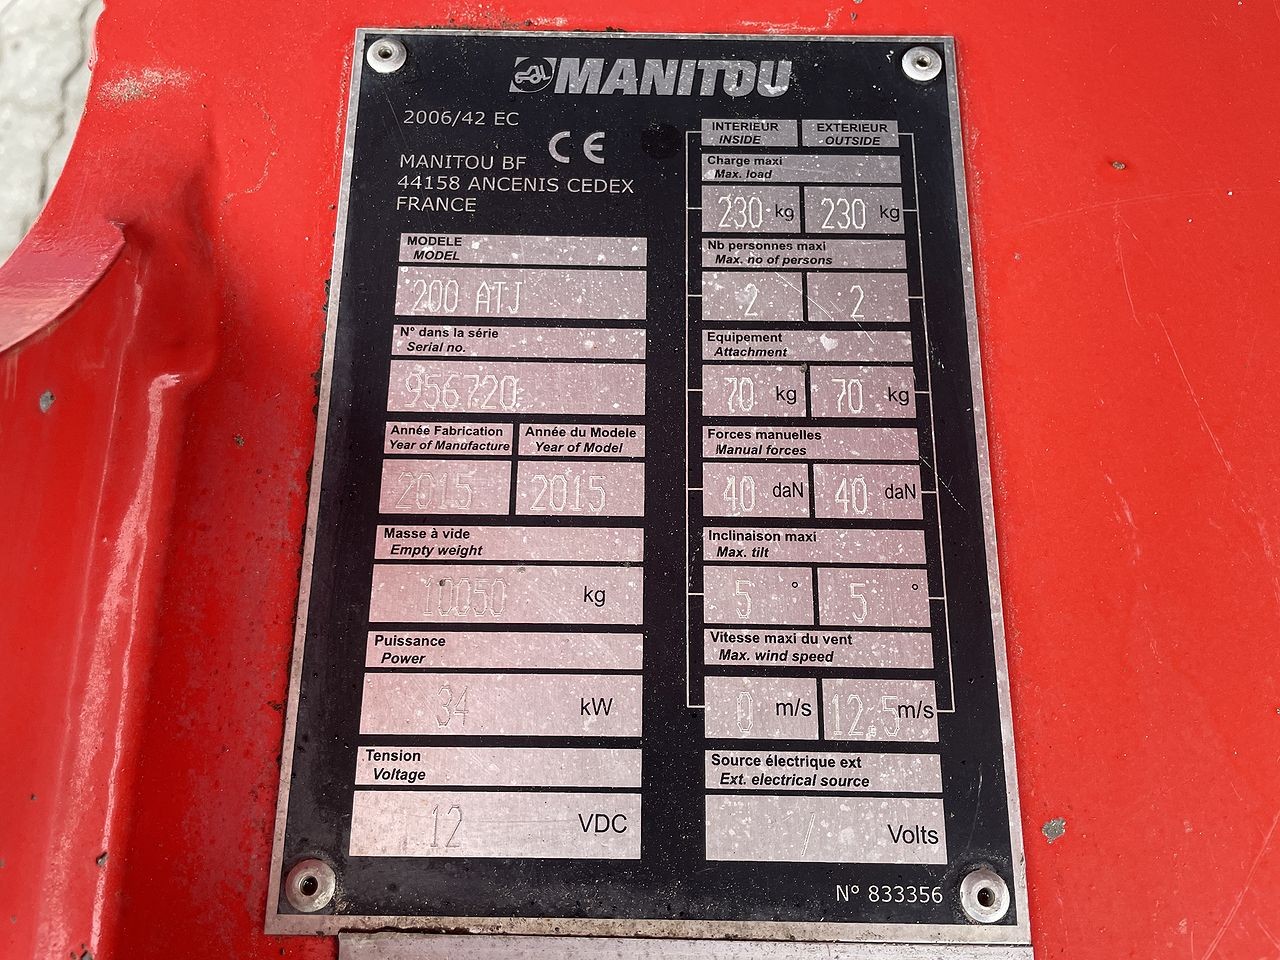 MANITOU
2006/42 EC
CE
MANITOU BF
44158 ANCENIS CEDEX
FRANCE
MODELE
MODEL
200 ATJ
N° dans la série
Serial no.
956720
Année Fabrication
Year of Manufacture
Année du Modele
Year of Model
2015
2015
Masse à vide
Empty weight
10050 kg
Puissance
Power
34 kW
Tension
Voltage
12 VDC
INTERIEUR
INSIDE
EXTERIEUR
OUTSIDE
Charge maxi
Max. load
230 kg
230 kg
Nb personnes maxi
Max. no of persons
2
2
Equipement
Attachment
70 kg
70 kg
Forces manuelles
Manual forces
40 daN
40 daN
Inclinaison maxi
Max. tilt
5 °
5 °
Vitesse maxi du vent
Max. wind speed
0 m/s
12,5 m/s
Source électrique ext
Ext. electrical source
/ Volts
N° 833356